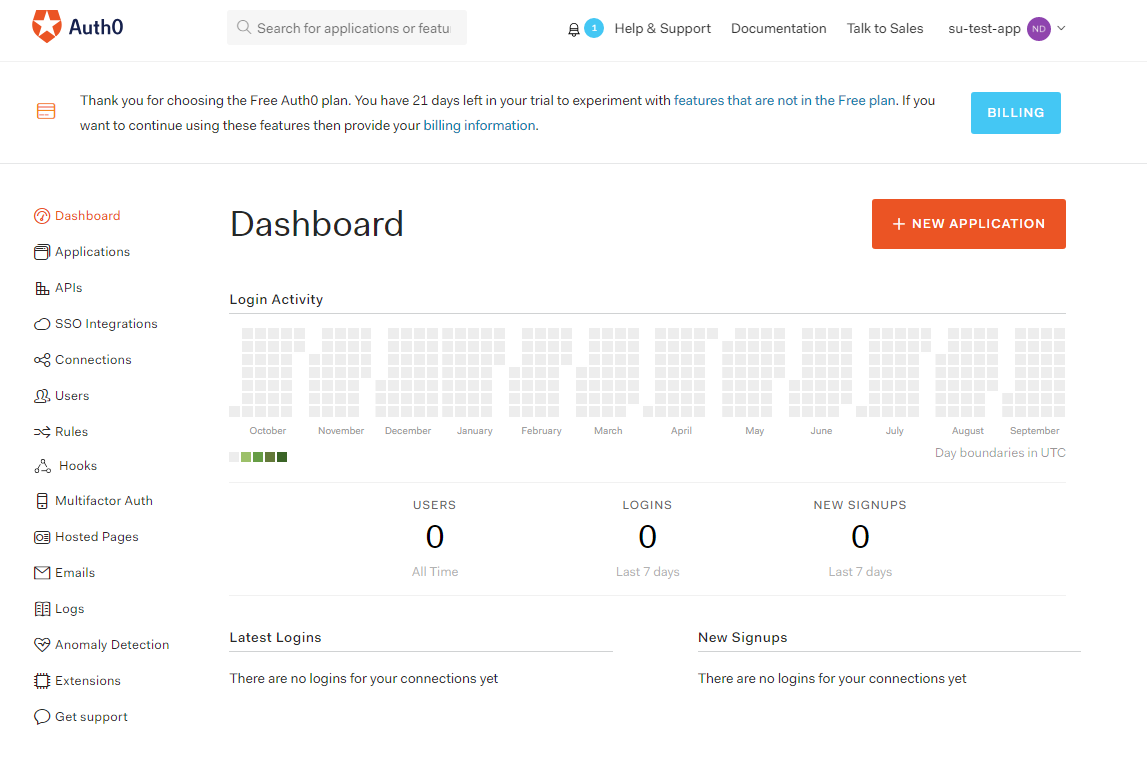 Auth0
Search for applications or featu
1
Help & Support
Documentation
Talk to Sales
su-test-app
ND
Thank you for choosing the Free Auth0 plan. You have 21 days left in your trial to experiment with features that are not in the Free plan. If you
want to continue using these features then provide your billing information.
BILLING
Dashboard
Applications
APIs
SSO Integrations
Connections
Users
Rules
Hooks
Multifactor Auth
Hosted Pages
Emails
Logs
Anomaly Detection
Extensions
Get support
Dashboard
+ NEW APPLICATION
Login Activity
October November December January February March April May June July August September
Day boundaries in UTC
USERS
0
All Time
LOGINS
0
Last 7 days
NEW SIGNUPS
0
Last 7 days
Latest Logins
There are no logins for your connections yet
New Signups
There are no logins for your connections yet